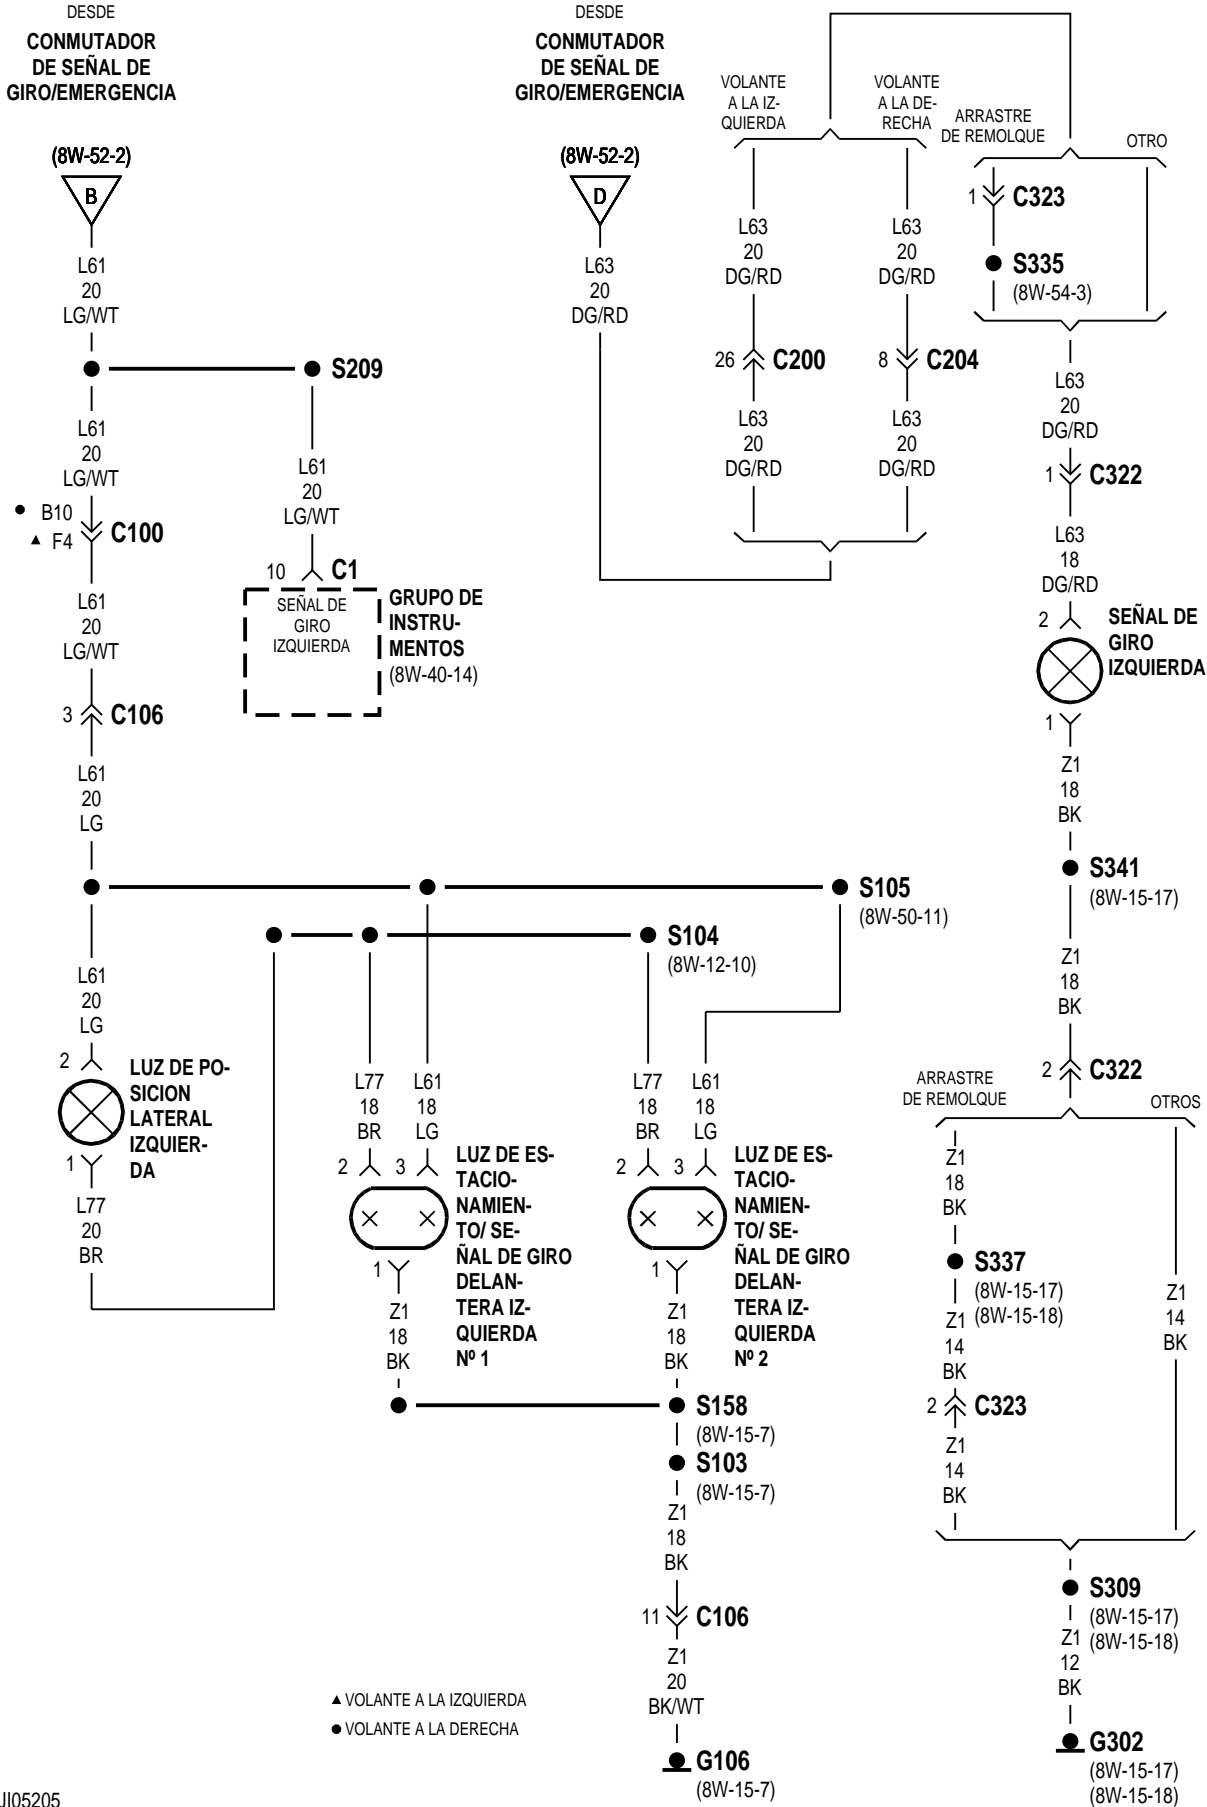 DESDE
CONMUTADOR
DE SEÑAL DE
GIRO/EMERGENCIA
(8W-52-2)
B
L61
20
LG/WT
S209
L61
20
LG/WT
● B10
▲ F4
C100
L61
20
LG/WT
10
C1
SEÑAL DE
GIRO
IZQUIERDA
GRUPO DE
INSTRU-
MENTOS
(8W-40-14)
L61
20
LG/WT
3
C106
L61
20
LG
DESDE
CONMUTADOR
DE SEÑAL DE
GIRO/EMERGENCIA
(8W-52-2)
D
L63
20
DG/RD
VOLANTE
A LA IZ-
QUIERDA
VOLANTE
A LA DE-
RECHA
L63
20
DG/RD
L63
20
DG/RD
26
C200
8
C204
L63
20
DG/RD
L63
20
DG/RD
ARRASTRE
DE REMOLQUE
OTRO
1
C323
S335
(8W-54-3)
L63
20
DG/RD
1
C322
L63
18
DG/RD
2
SEÑAL DE
GIRO
IZQUIERDA
1
Z1
18
BK
S341
(8W-15-17)
Z1
18
BK
2
C322
S105
(8W-50-11)
S104
(8W-12-10)
L61
20
LG
2
LUZ DE PO-
SICION
LATERAL
IZQUIER-
DA
1
L77
20
BR
L77
18
BR
L61
18
LG
2
3
LUZ DE ES-
TACIO-
NAMIEN-
TO/ SE-
ÑAL DE GIRO
DELAN-
TERA IZ-
QUIERDA
Nº 1
1
Z1
18
BK
L77
18
BR
L61
18
LG
2
3
LUZ DE ES-
TACIO-
NAMIEN-
TO/ SE-
ÑAL DE GIRO
DELAN-
TERA IZ-
QUIERDA
Nº 2
1
Z1
18
BK
S158
(8W-15-7)
S103
(8W-15-7)
Z1
18
BK
11
C106
Z1
20
BK/WT
G106
(8W-15-7)
ARRASTRE
DE REMOLQUE
OTROS
Z1
18
BK
S337
(8W-15-17)
(8W-15-18)
Z1
14
BK
2
C323
Z1
14
BK
Z1
14
BK
S309
(8W-15-17)
(8W-15-18)
Z1
12
BK
G302
(8W-15-17)
(8W-15-18)
▲ VOLANTE A LA IZQUIERDA
● VOLANTE A LA DERECHA
JI05205